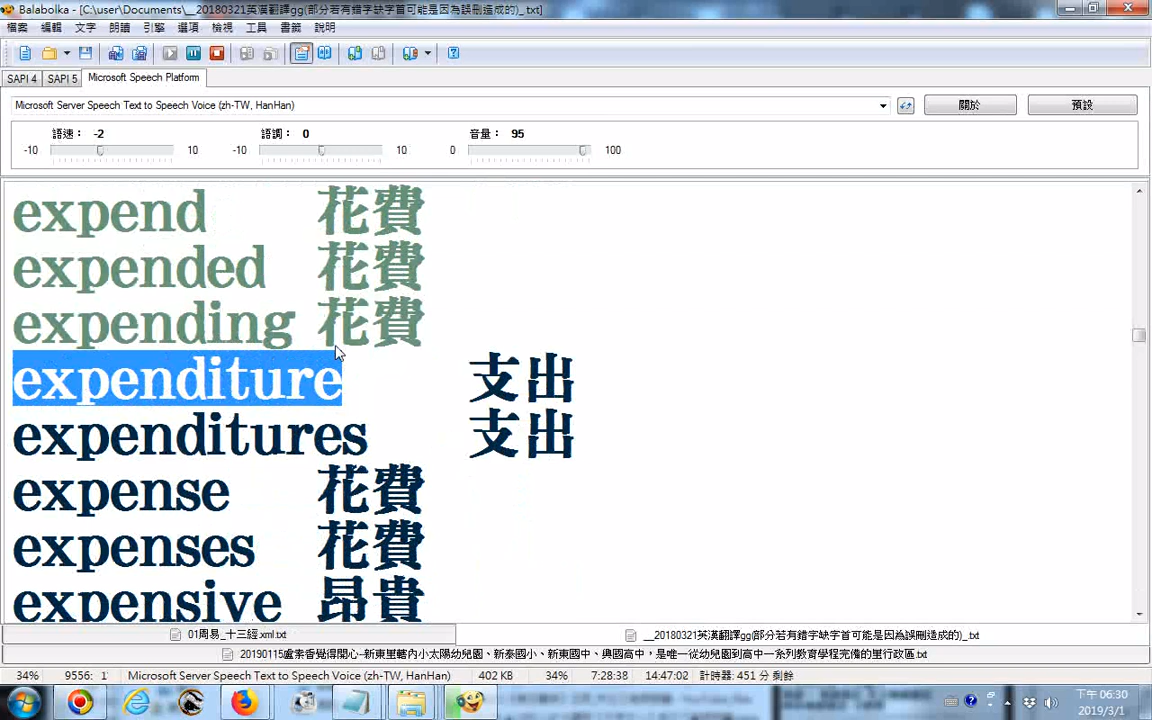 Balabolka - [C:\user\Documents\__20180321英漢翻譯gg(部分若有錯字缺字首可能是因為誤刪造成的)_.txt]
檔案 編輯 文字 朗讀 引擎 選項 檢視 工具 書籤 說明
SAPI 4 SAPI 5 Microsoft Speech Platform
Microsoft Server Speech Text to Speech Voice (zh-TW, HanHan) 關於 預設
語速： -2 語調： 0 音量： 95
-10 10 -10 10 0 100
expend 花費
expended 花費
expending 花費
expenditure 支出
expenditures 支出
expense 花費
expenses 花費
expensive 昂貴
01周易_十三經.xml.txt __20180321英漢翻譯gg(部分若有錯字缺字首可能是因為誤刪造成的)_.txt
20190115盧素香覺得開心-新東里轄內小太陽幼兒園、新泰國小、新東國中、興國高中，是唯一從幼兒園到高中一系列教育學程完備的里行政區.txt
34% 9556: 1 Microsoft Server Speech Text to Speech Voice (zh-TW, HanHan) 402 KB 34% 7:28:38 14:47:02 計時器: 451 分 剩餘
下午 06:30
2019/3/1